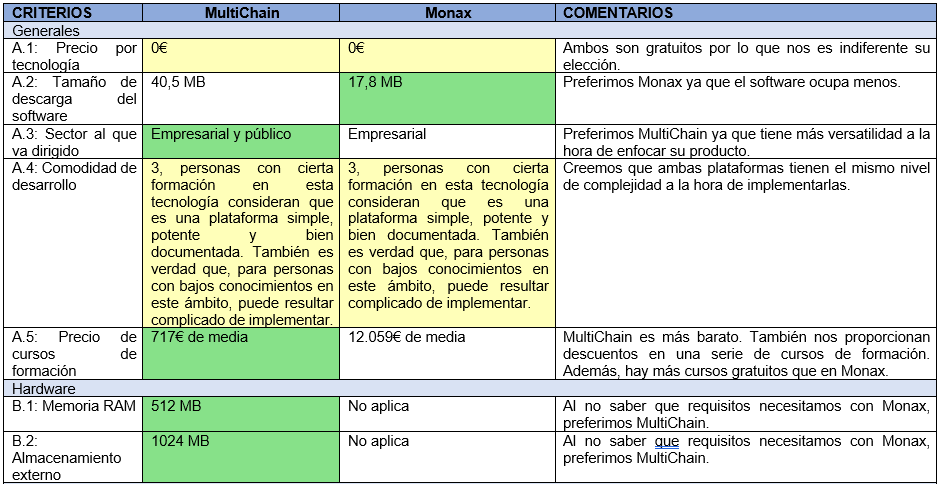 CRITERIOS MultiChain Monax COMENTARIOS
Generales
A.1: Precio por
tecnología
0€
0€
Ambos son gratuitos por lo que nos es indiferente su
elección.
A.2: Tamaño de
descarga del
software
40,5 MB
17,8 MB
Preferimos Monax ya que el software ocupa menos.
A.3: Sector al que
va dirigido
Empresarial y público
Empresarial
Preferimos MultiChain ya que tiene más versatilidad a la
hora de enfocar su producto.
A.4: Comodidad de
desarrollo
3, personas con cierta
formación en esta
tecnología consideran que
es una plataforma simple,
potente y bien
documentada. También es
verdad que, para personas
con bajos conocimientos en
este ámbito, puede resultar
complicado de implementar.
3, personas con cierta
formación en esta tecnología
consideran que es una
plataforma simple, potente y
bien documentada. También
es verdad que, para personas
con bajos conocimientos en
este ámbito, puede resultar
complicado de implementar.
Creemos que ambas plataformas tienen el mismo nivel
de complejidad a la hora de implementarlas.
A.5: Precio de
cursos de
formación
717€ de media
12.059€ de media
MultiChain es más barato. También nos proporcionan
descuentos en una serie de cursos de formación.
Además, hay más cursos gratuitos que en Monax.
Hardware
B.1: Memoria RAM
512 MB
No aplica
Al no saber que requisitos necesitamos con Monax,
preferimos MultiChain.
B.2:
Almacenamiento
externo
1024 MB
No aplica
Al no saber que requisitos necesitamos con Monax,
preferimos MultiChain.